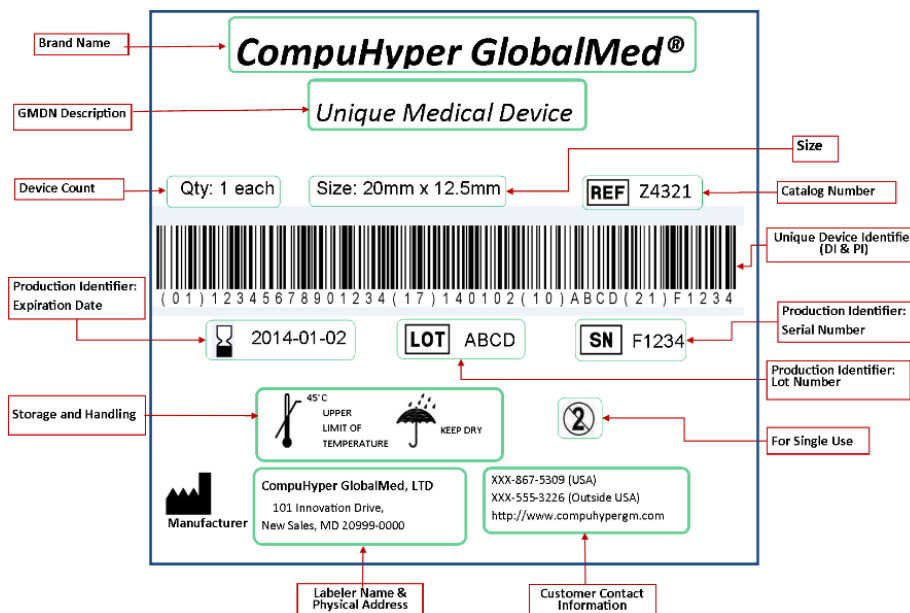 Brand Name
CompuHyper GlobalMed®
GMDN Description
Unique Medical Device
Size
Device Count
Qty: 1 each
Size: 20mm x 12.5mm
REF Z4321
Catalog Number
Unique Device Identifier
(DI & PI)
(01)12345678901234(17)140102(10)ABCD(21)F1234
Production Identifier:
Expiration Date
2014-01-02
LOT ABCD
SN F1234
Production Identifier:
Serial Number
Production Identifier:
Lot Number
Storage and Handling
45°C
UPPER
LIMIT OF
TEMPERATURE
KEEP DRY
2
For Single Use
Manufacturer
CompuHyper GlobalMed, LTD
101 Innovation Drive,
New Sales, MD 20999-0000
XXX-867-5309 (USA)
XXX-555-3226 (Outside USA)
http://www.compuhypergm.com
Labeler Name &
Physical Address
Customer Contact
Information